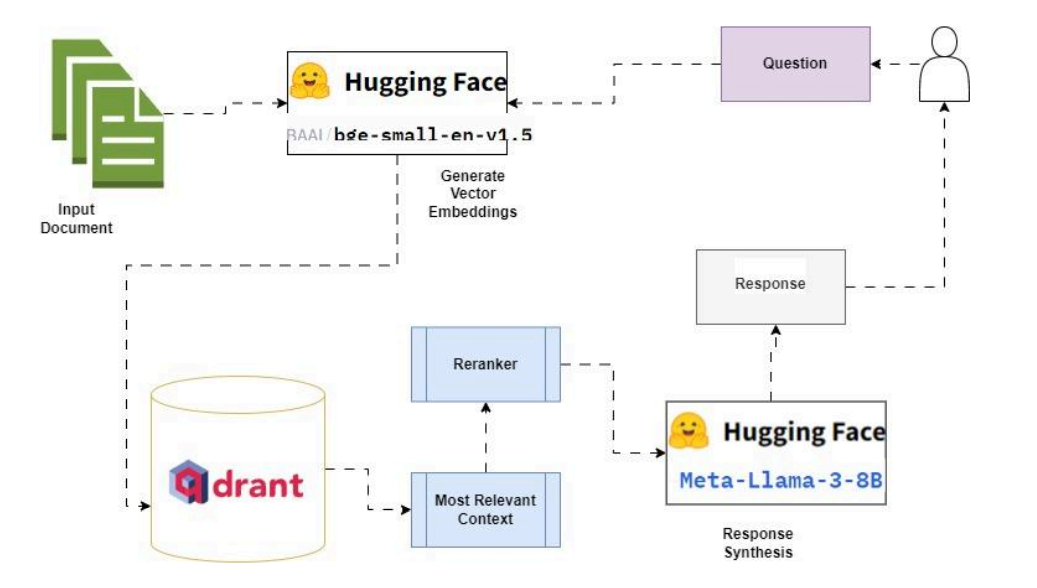 Hugging Face
Question
BAAI/bge-small-en-v1.5
Generate
Vector
Embeddings
Input
Document
Response
Reranker
Hugging Face
Meta-Llama-3-8B
qdrant
Most Relevant
Context
Response
Synthesis